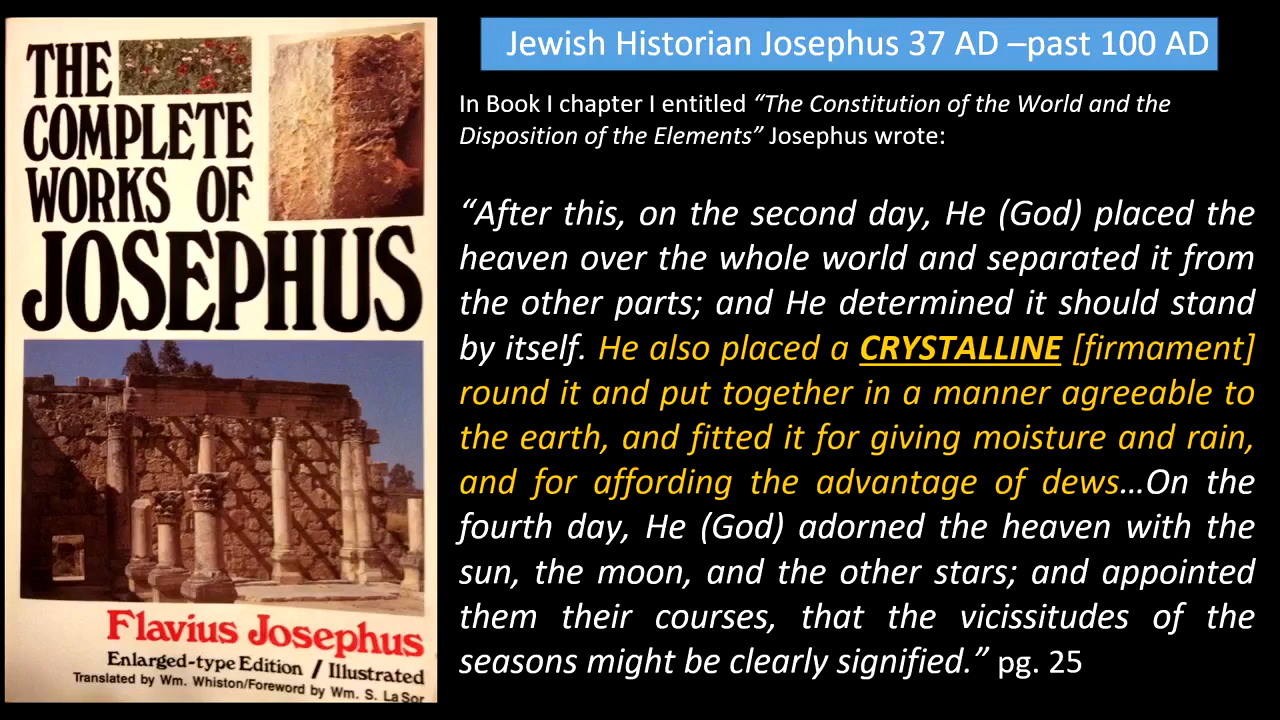 THE
COMPLETE
WORKS OF
JOSEPHUS
Flavius Josephus
Enlarged-type Edition / Illustrated
Translated by Wm. Whiston/Foreword by Wm. S. LaSor
Jewish Historian Josephus 37 AD –past 100 AD
In Book I chapter I entitled “The Constitution of the World and the
Disposition of the Elements” Josephus wrote:
“After this, on the second day, He (God) placed the
heaven over the whole world and separated it from
the other parts; and He determined it should stand
by itself. He also placed a CRYSTALLINE [firmament]
round it and put together in a manner agreeable to
the earth, and fitted it for giving moisture and rain,
and for affording the advantage of dews…On the
fourth day, He (God) adorned the heaven with the
sun, the moon, and the other stars; and appointed
them their courses, that the vicissitudes of the
seasons might be clearly signified.” pg. 25